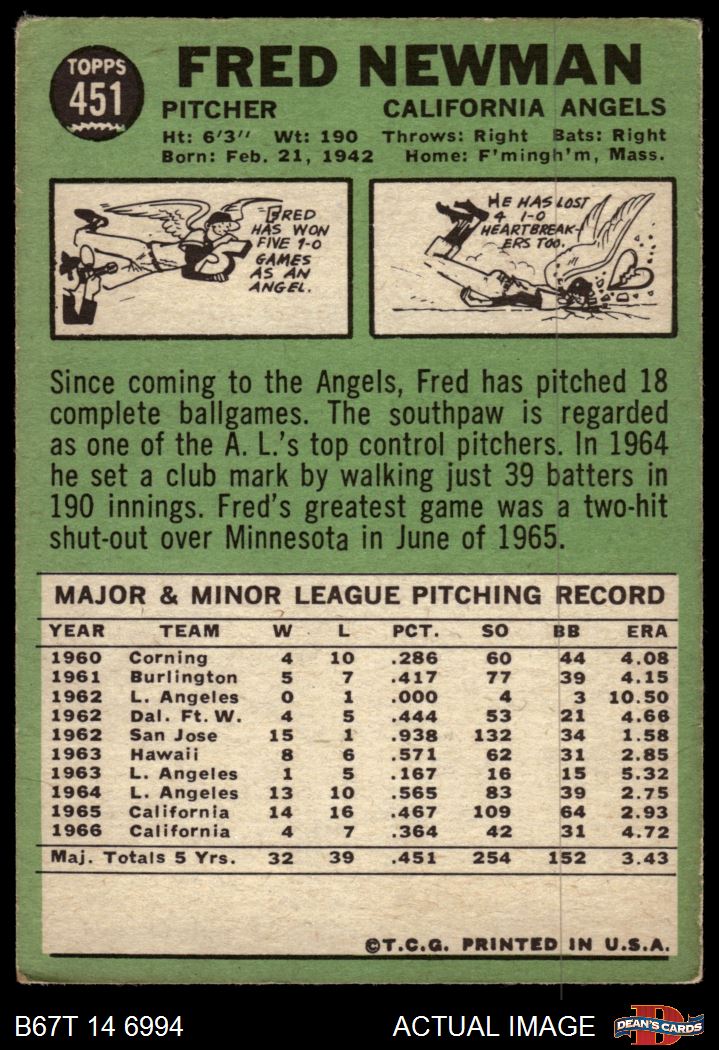 TOPPS
451
FRED NEWMAN
PITCHER CALIFORNIA ANGELS
Ht: 6'3" Wt: 190 Throws: Right Bats: Right
Born: Feb. 21, 1942 Home: F'mingh'm, Mass.
FRED
HAS WON
FIVE 1-0
GAMES
AS AN
ANGEL.
HE HAS LOST
4 1-0
HEARTBREAK-
ERS TOO.
Since coming to the Angels, Fred has pitched 18
complete ballgames. The southpaw is regarded
as one of the A. L.'s top control pitchers. In 1964
he set a club mark by walking just 39 batters in
190 innings. Fred's greatest game was a two-hit
shut-out over Minnesota in June of 1965.
MAJOR & MINOR LEAGUE PITCHING RECORD
YEAR TEAM W L PCT. SO BB ERA
1960 Corning 4 10 .286 60 44 4.08
1961 Burlington 5 7 .417 77 39 4.15
1962 L. Angeles 0 1 .000 4 3 10.50
1962 Dal. Ft. W. 4 5 .444 53 21 4.66
1962 San Jose 15 1 .938 132 34 1.58
1963 Hawaii 8 6 .571 62 31 2.85
1963 L. Angeles 1 5 .167 16 15 5.32
1964 L. Angeles 13 10 .565 83 39 2.75
1965 California 14 16 .467 109 64 2.93
1966 California 4 7 .364 42 31 4.72
Maj. Totals 5 Yrs. 32 39 .451 254 152 3.43
©T.C.G. PRINTED IN U.S.A.
B67T 14 6994 ACTUAL IMAGE
D
DEAN'S CARDS